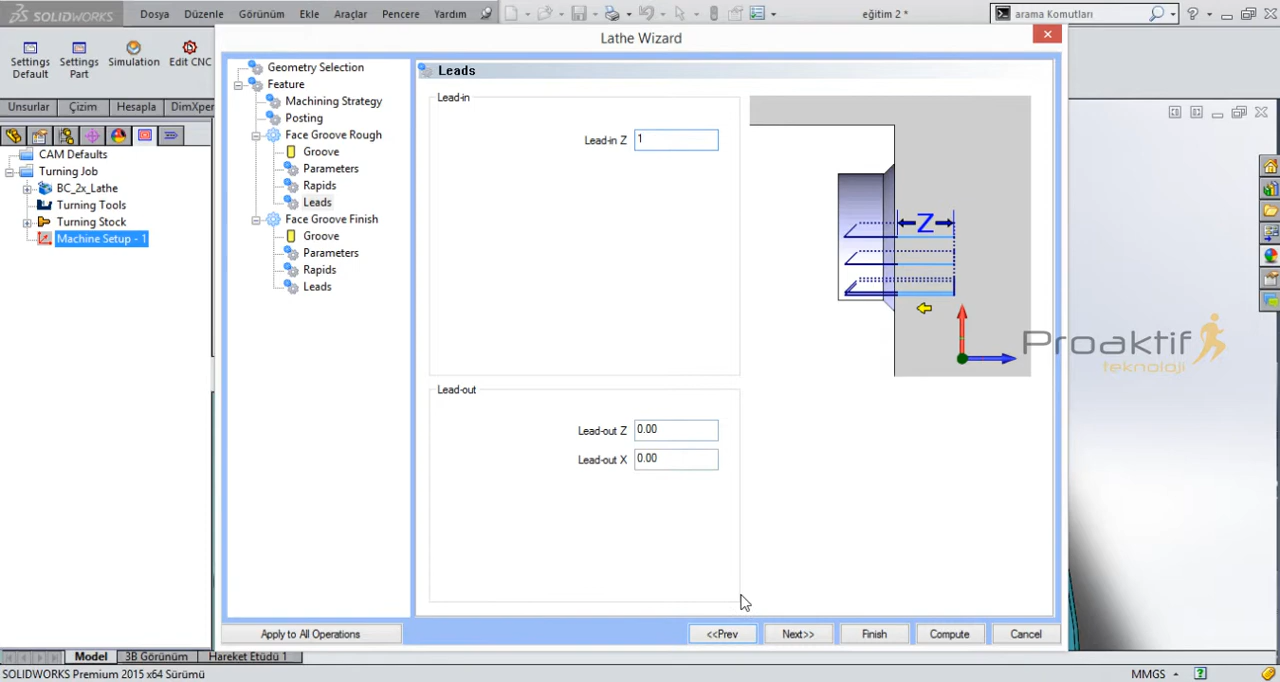 SOLIDWORKS
Dosya Düzenle Görünüm Ekle Araçlar Pencere Yardım
eğitim 2 *
arama Komutları
Settings Default
Settings Part
Simulation
Edit CNC
Unsurlar Çizim Hesapla DimXper
CAM Defaults
Turning Job
BC_2x_Lathe
Turning Tools
Turning Stock
Machine Setup - 1
Lathe Wizard
Geometry Selection
Feature
Machining Strategy
Posting
Face Groove Rough
Groove
Parameters
Rapids
Leads
Face Groove Finish
Groove
Parameters
Rapids
Leads
Apply to All Operations
Leads
Lead-in
Lead-in Z 1
Lead-out
Lead-out Z 0.00
Lead-out X 0.00
Z
Proaktif
teknoloji
<<Prev Next>> Finish Compute Cancel
Model 3B Görünüm Hareket Etüdü 1
SOLIDWORKS Premium 2015 x64 Sürümü
MMGS